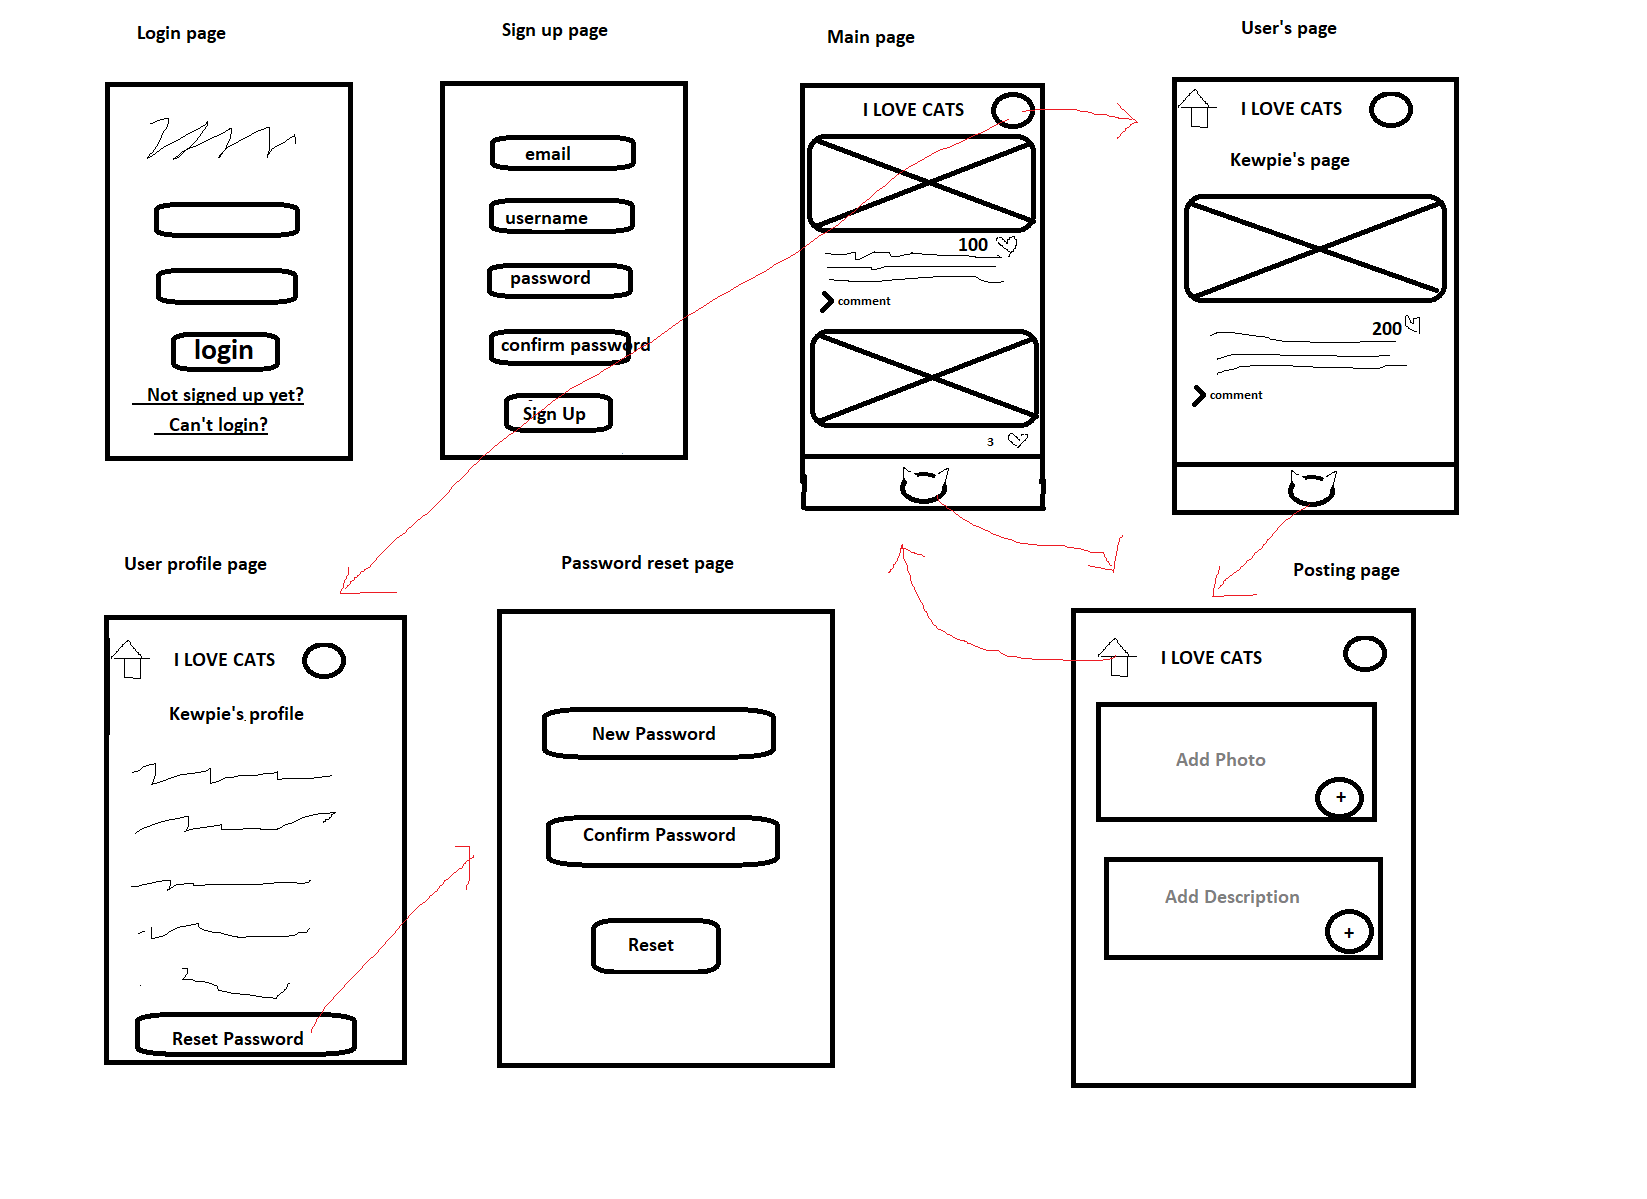 Login page
Sign up page
Main page
User's page
login
Not signed up yet?
Can't login?
email
username
password
confirm password
Sign Up
I LOVE CATS
100
comment
3
I LOVE CATS
Kewpie's page
200
comment
User profile page
Password reset page
Posting page
I LOVE CATS
Kewpie's profile
Reset Password
New Password
Confirm Password
Reset
I LOVE CATS
Add Photo
+
Add Description
+